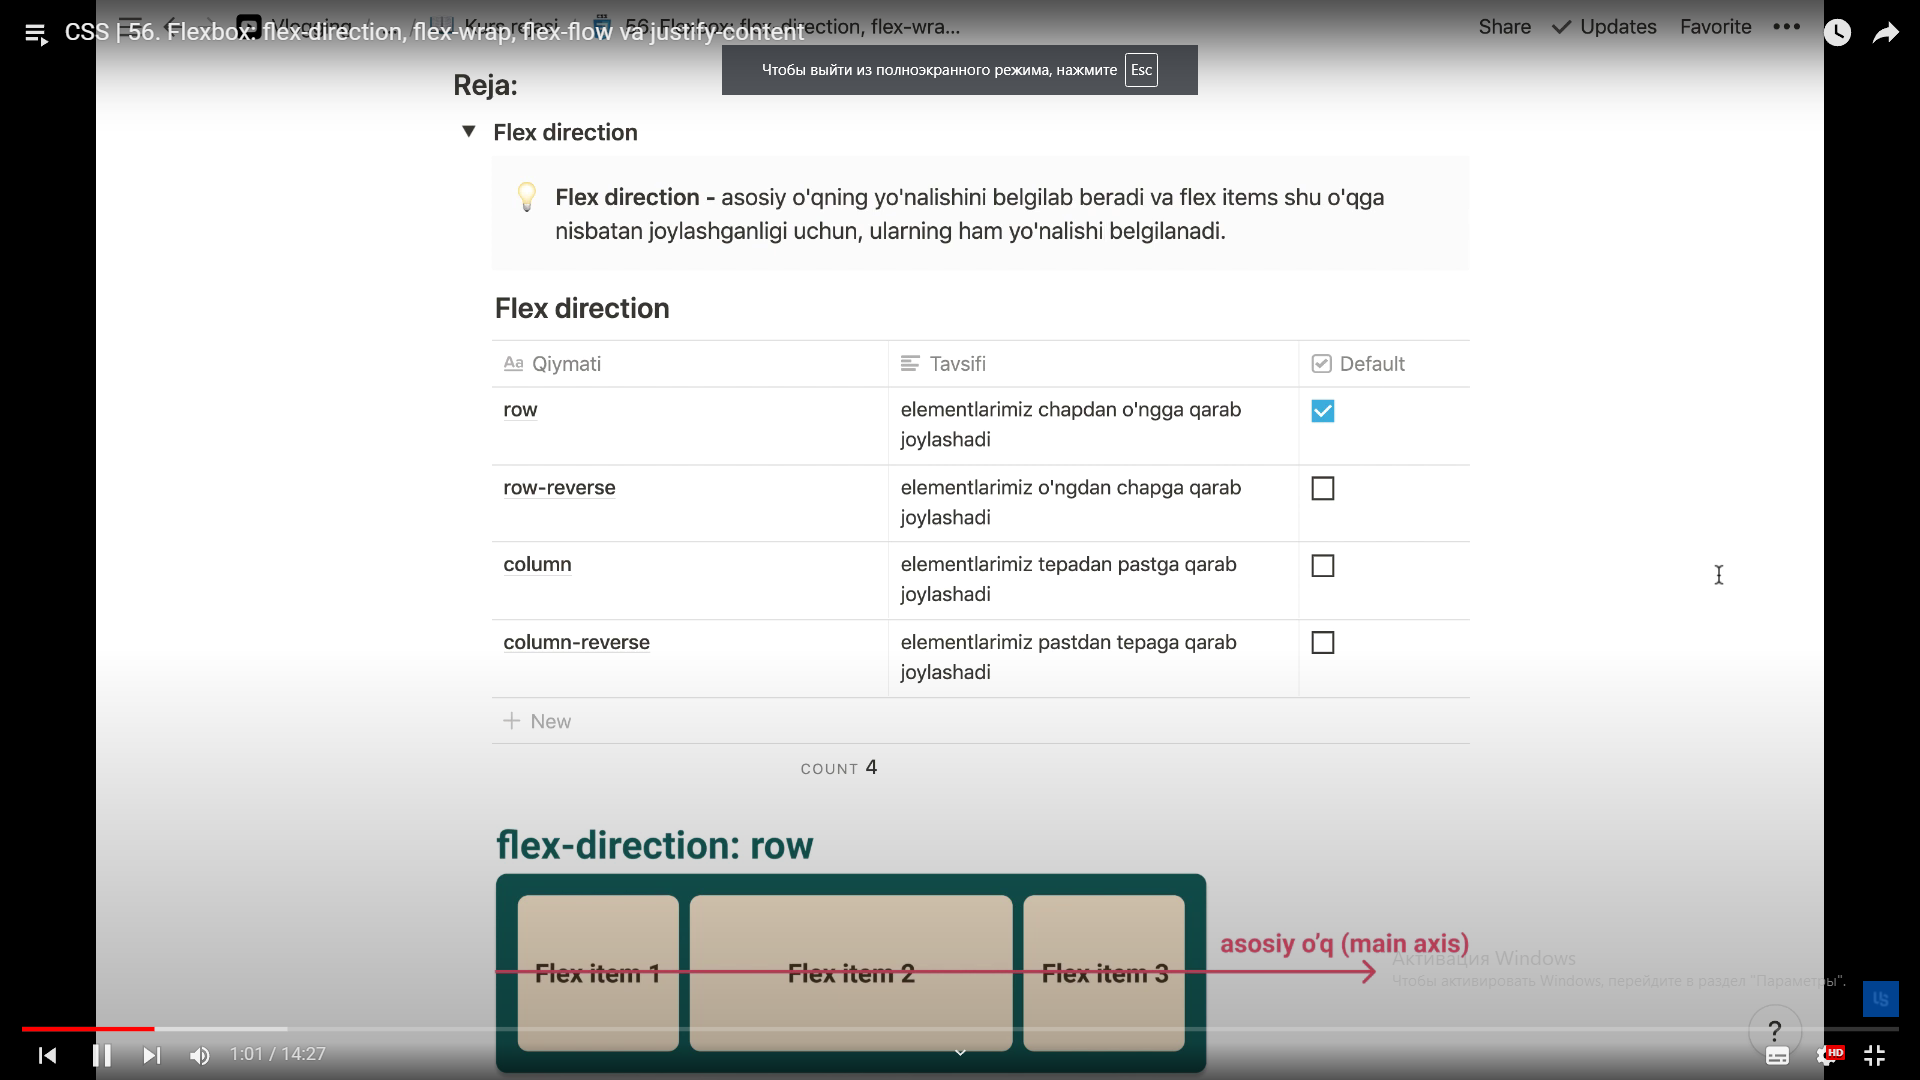 CSS | 56. Flexbox: flex-direction, flex-wrap, flex-flow va justify-content
Vlogging / ... / Kurs rejasi / 56. Flexbox: flex-direction, flex-wra...
Share Updates Favorite •••
Чтобы выйти из полноэкранного режима, нажмите Esc
Reja:
Flex direction
Flex direction - asosiy o'qning yo'nalishini belgilab beradi va flex items shu o'qga
nisbatan joylashganligi uchun, ularning ham yo'nalishi belgilanadi.
Flex direction
Aa Qiymati Tavsifi Default
row elementlarimiz chapdan o'ngga qarab
joylashadi
row-reverse elementlarimiz o'ngdan chapga qarab
joylashadi
column elementlarimiz tepadan pastga qarab
joylashadi
column-reverse elementlarimiz pastdan tepaga qarab
joylashadi
+ New
COUNT 4
flex-direction: row
asosiy o'q (main axis)
Flex item 1 Flex item 2 Flex item 3
Активация Windows
Чтобы активировать Windows, перейдите в раздел "Параметры".
?
1:01 / 14:27
HD